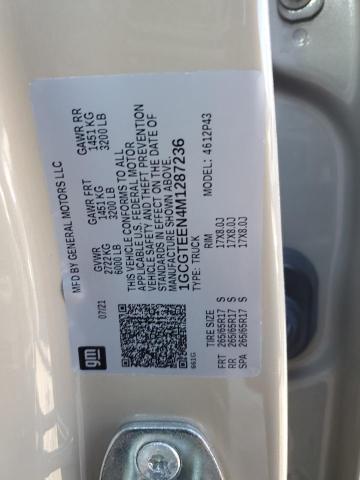 MFD BY GENERAL MOTORS LLC
07/21
GVWR
2722 KG
6000 LB
GAWR FRT
1451 KG
3200 LB
GAWR RR
1451 KG
3200 LB
THIS VEHICLE CONFORMS TO ALL
APPLICABLE U.S. FEDERAL MOTOR
VEHICLE SAFETY AND THEFT PREVENTION
STANDARDS IN EFFECT ON THE DATE OF
MANUFACTURE SHOWN ABOVE.
1GCGTEEN4M1287236
TYPE: TRUCK
MODEL: 4612P43
gm
661G
TIRE SIZE RIM
FRT 265/65R17 S 17X8.0J
RR 265/65R17 S 17X8.0J
SPA 265/65R17 S 17X8.0J